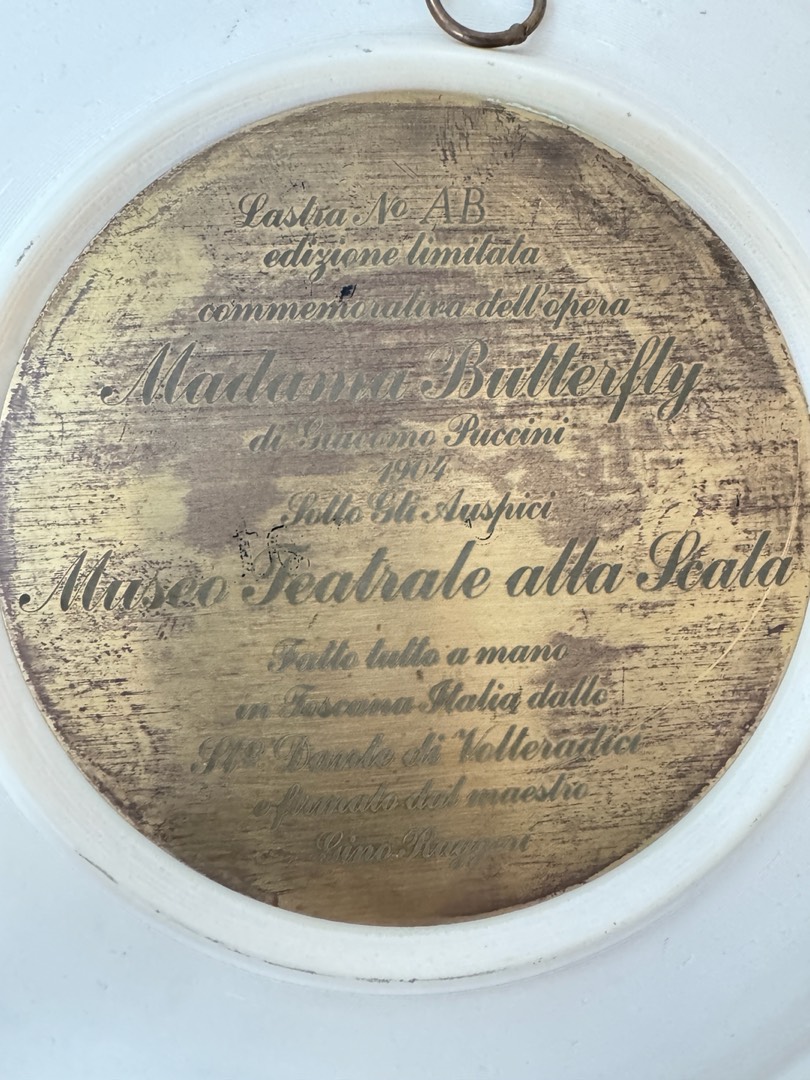 Lastra No AB
edizione limitata
commemorativa dell'opera
Madama Butterfly
di Giacomo Puccini
1904
Sotto Gli Auspici
Museo Teatrale alla Scala
Fatto tutto a mano
in Toscana Italia dallo
di Volteradici
e firmato dal maestro
Gino Ruggeri